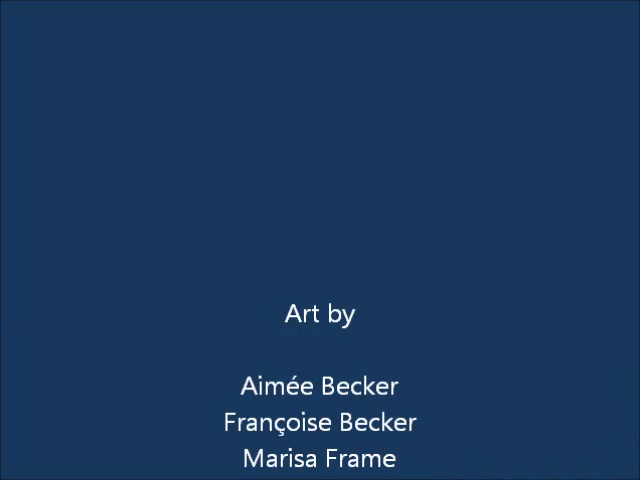 Art by
Aimée Becker
Françoise Becker
Marisa Frame